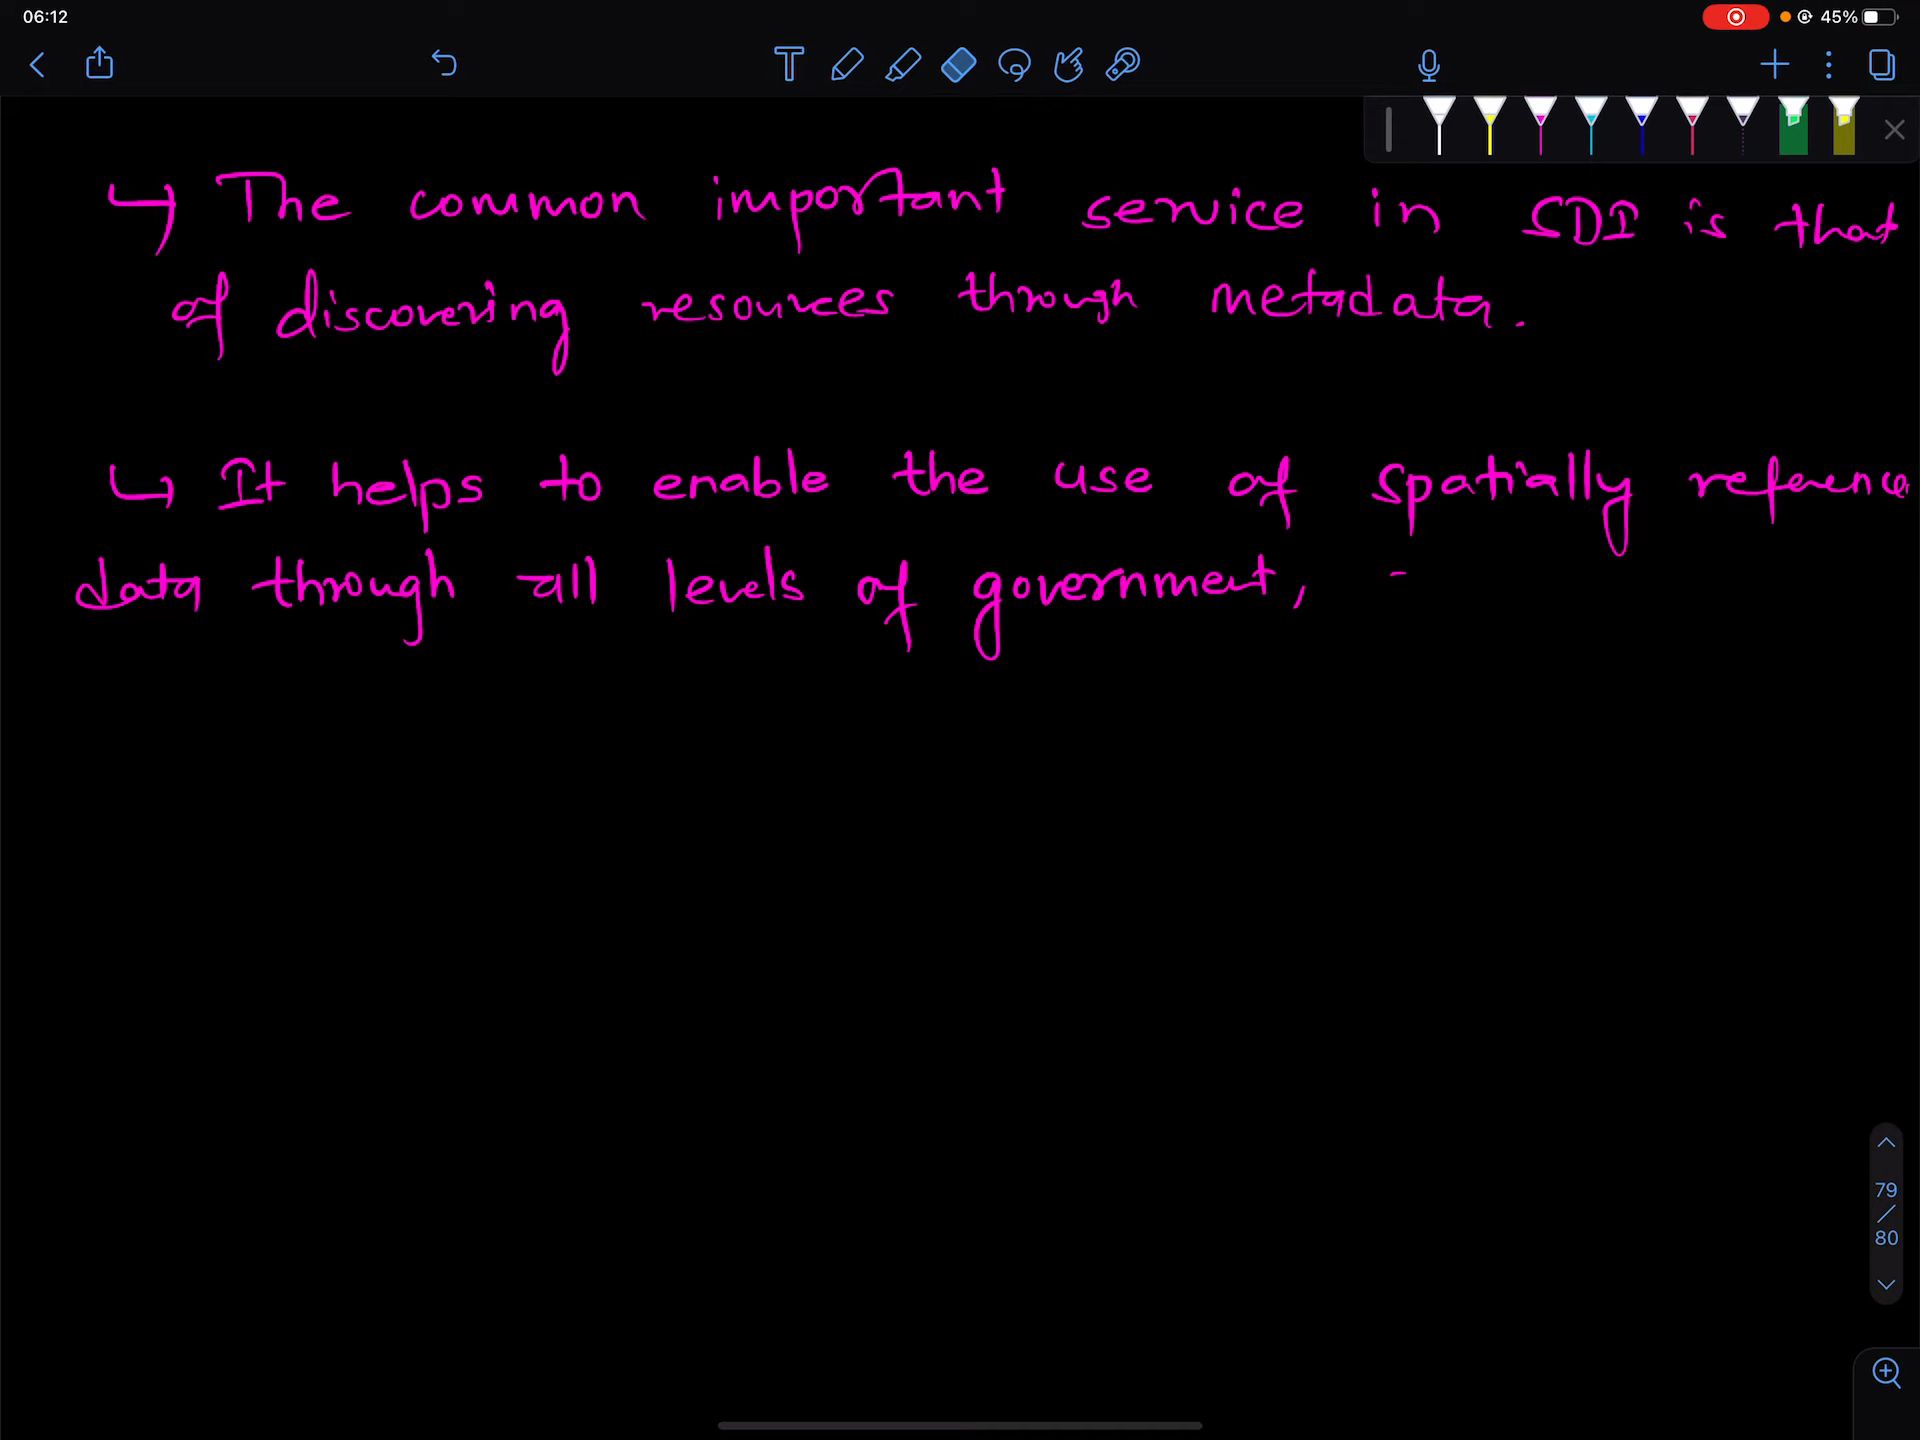 06:12
45%
↳ The common important service in SDI is that
of discovering resources through metadata.
↳ It helps to enable the use of spatially reference
data through all levels of government,
79
80